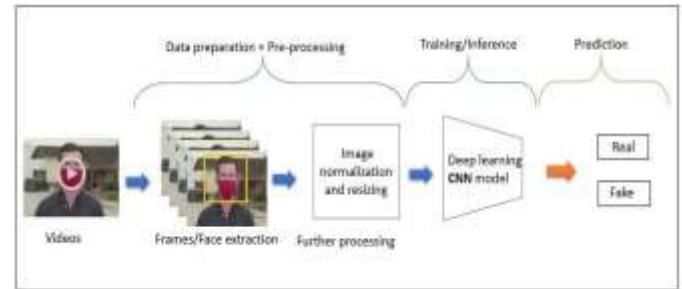 Data preparation + Pre-processing
Training/Inference
Prediction
Image
normalization
and resizing
Deep learning
CNN model
Real
Fake
Videos
Frames/Face extraction
Further processing